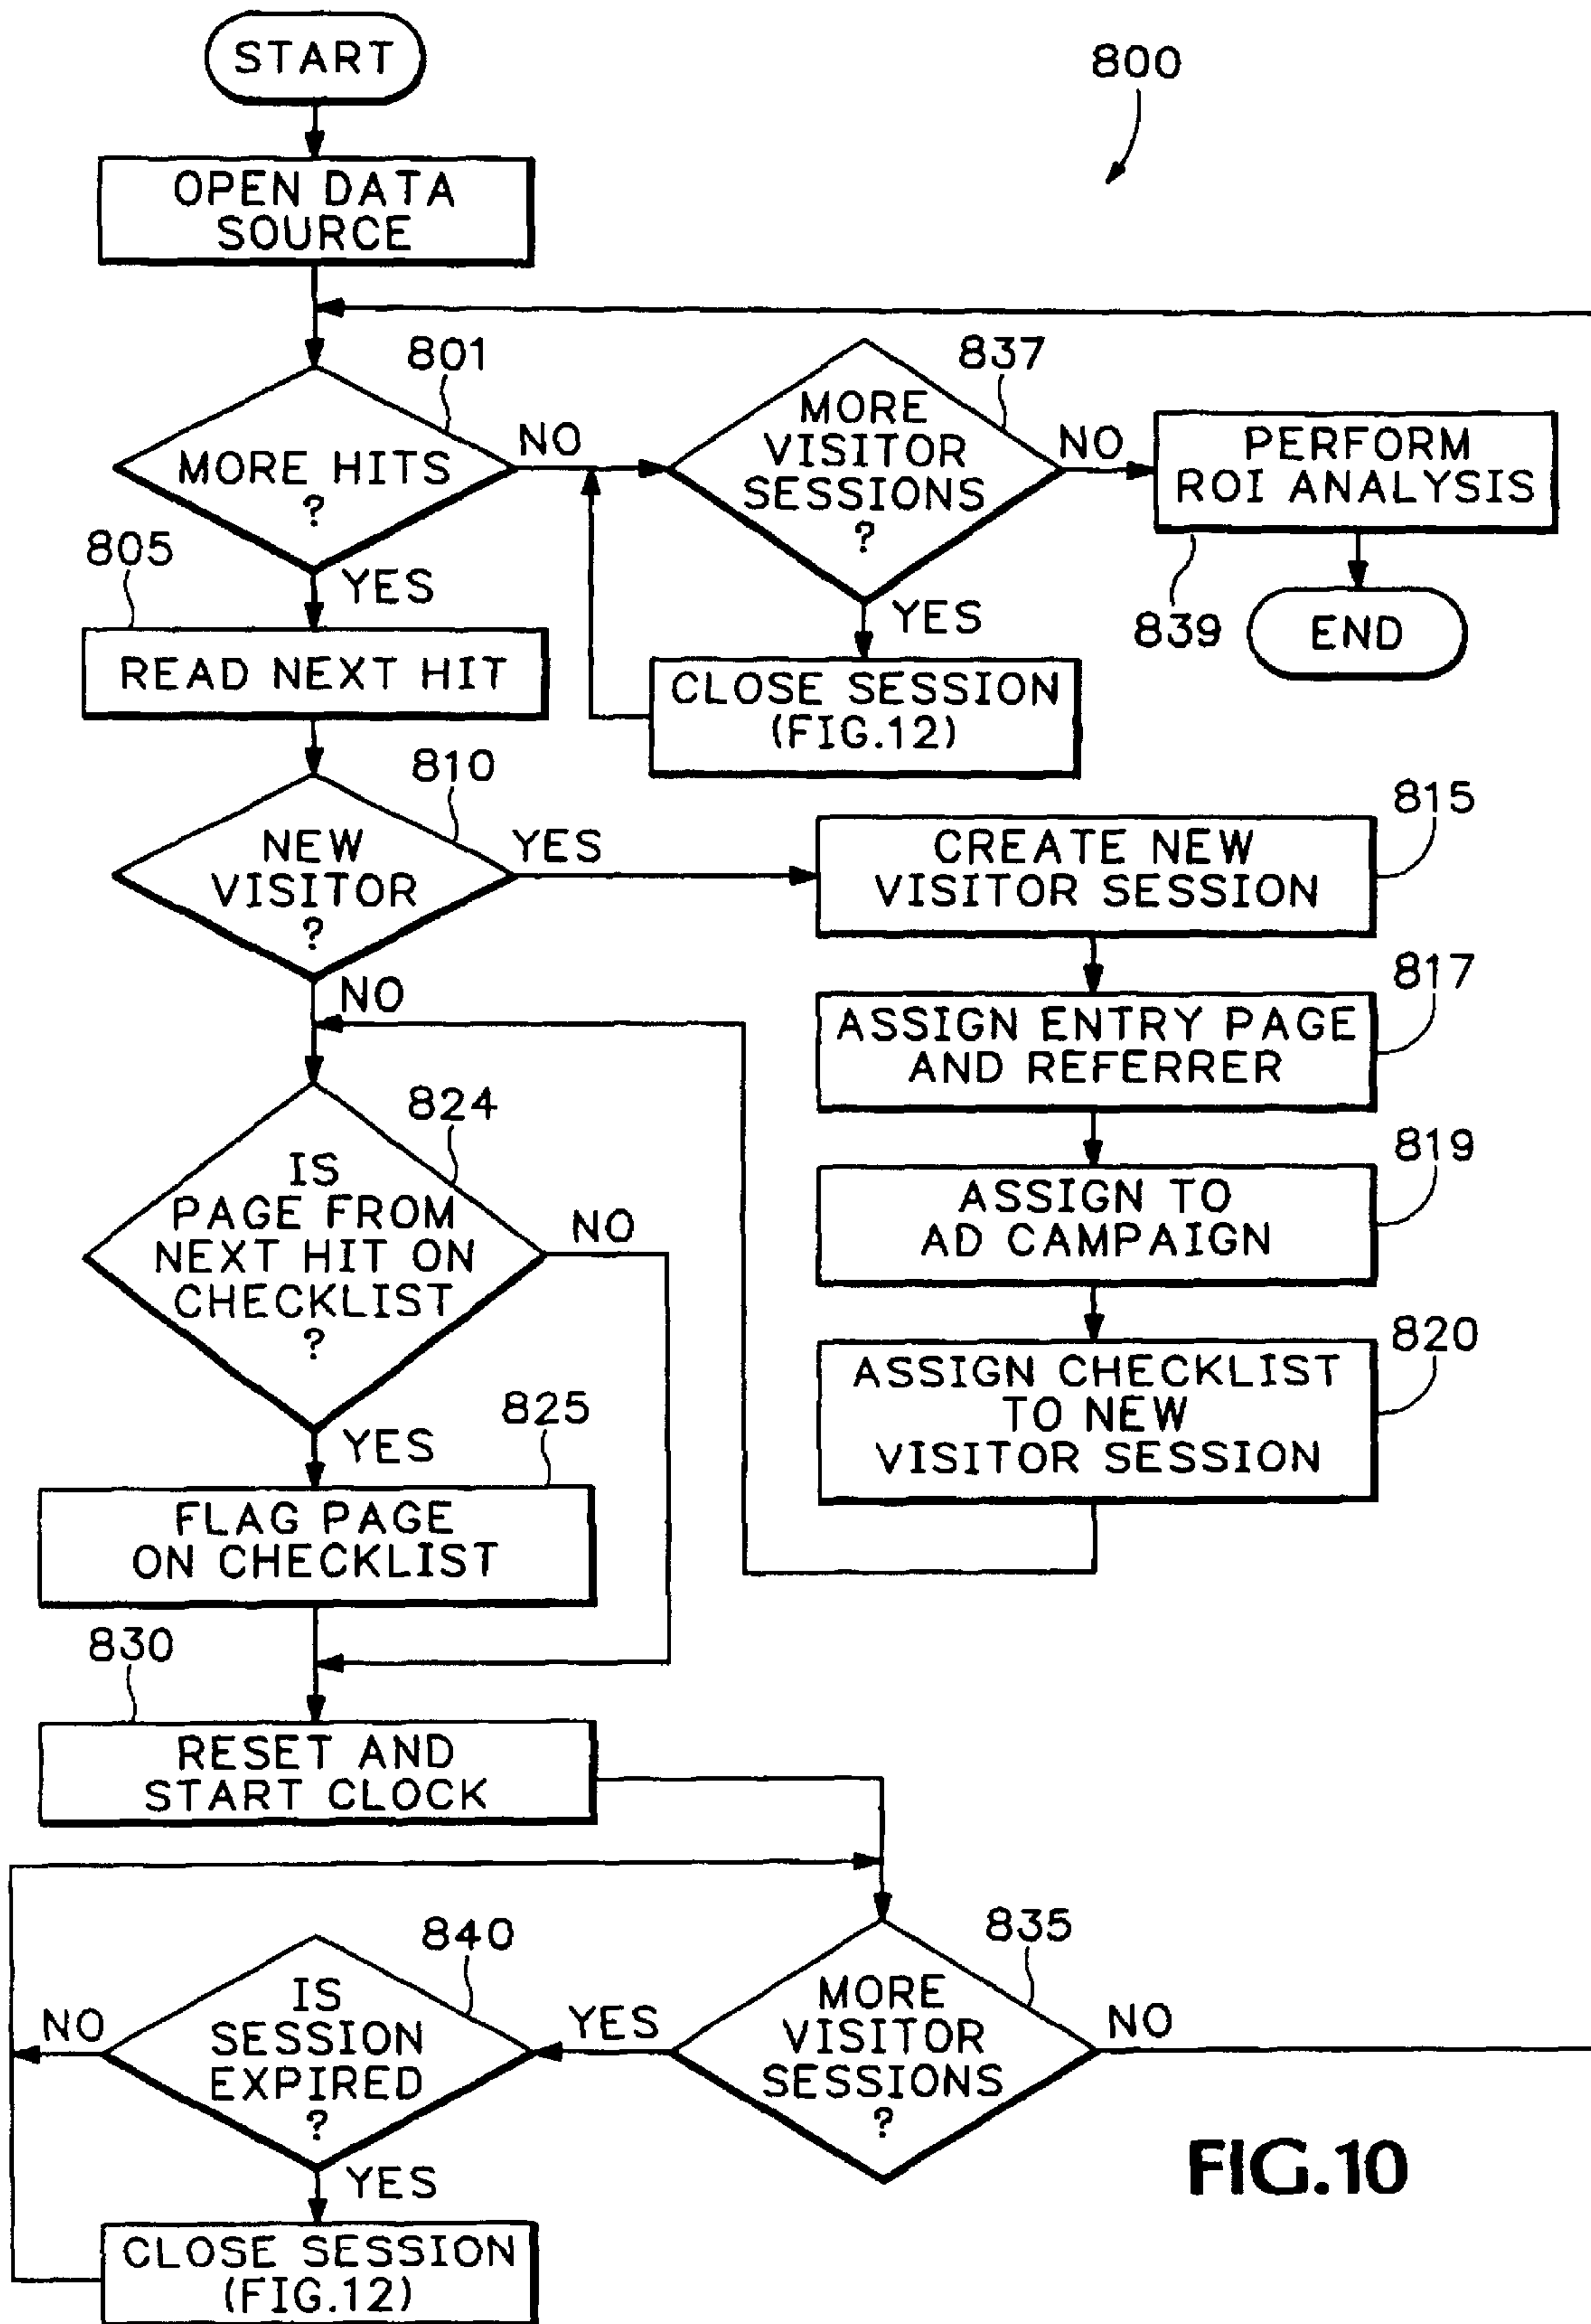 START
800
OPEN DATA
SOURCE
801
837
MORE HITS
?
NO
MORE
VISITOR
SESSIONS
?
NO
PERFORM
ROI ANALYSIS
805
YES
YES
839
END
READ NEXT HIT
CLOSE SESSION
(FIG.12)
810
NEW
VISITOR
?
YES
CREATE NEW
VISITOR SESSION
815
NO
ASSIGN ENTRY PAGE
AND REFERRER
817
824
IS
PAGE FROM
NEXT HIT ON
CHECKLIST
?
NO
ASSIGN TO
AD CAMPAIGN
819
ASSIGN CHECKLIST
TO NEW
VISITOR SESSION
820
YES
825
FLAG PAGE
ON CHECKLIST
830
RESET AND
START CLOCK
840
835
NO
IS
SESSION
EXPIRED
?
YES
MORE
VISITOR
SESSIONS
?
NO
YES
CLOSE SESSION
(FIG.12)
FIG.10